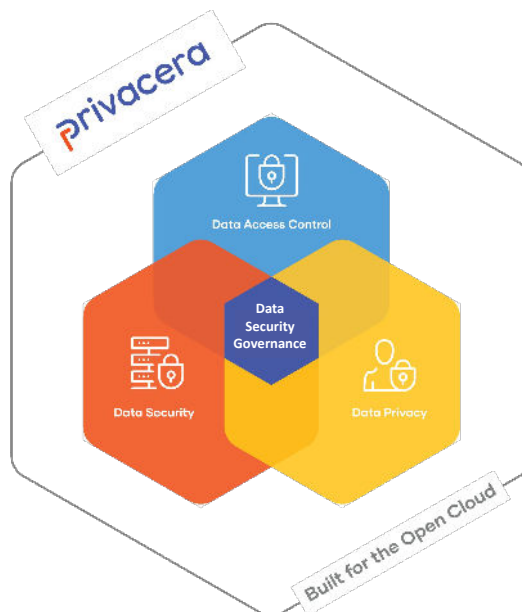 privacera
Data Access Control
Data
Security
Governance
Data Security
Data Privacy
Built for the Open Cloud